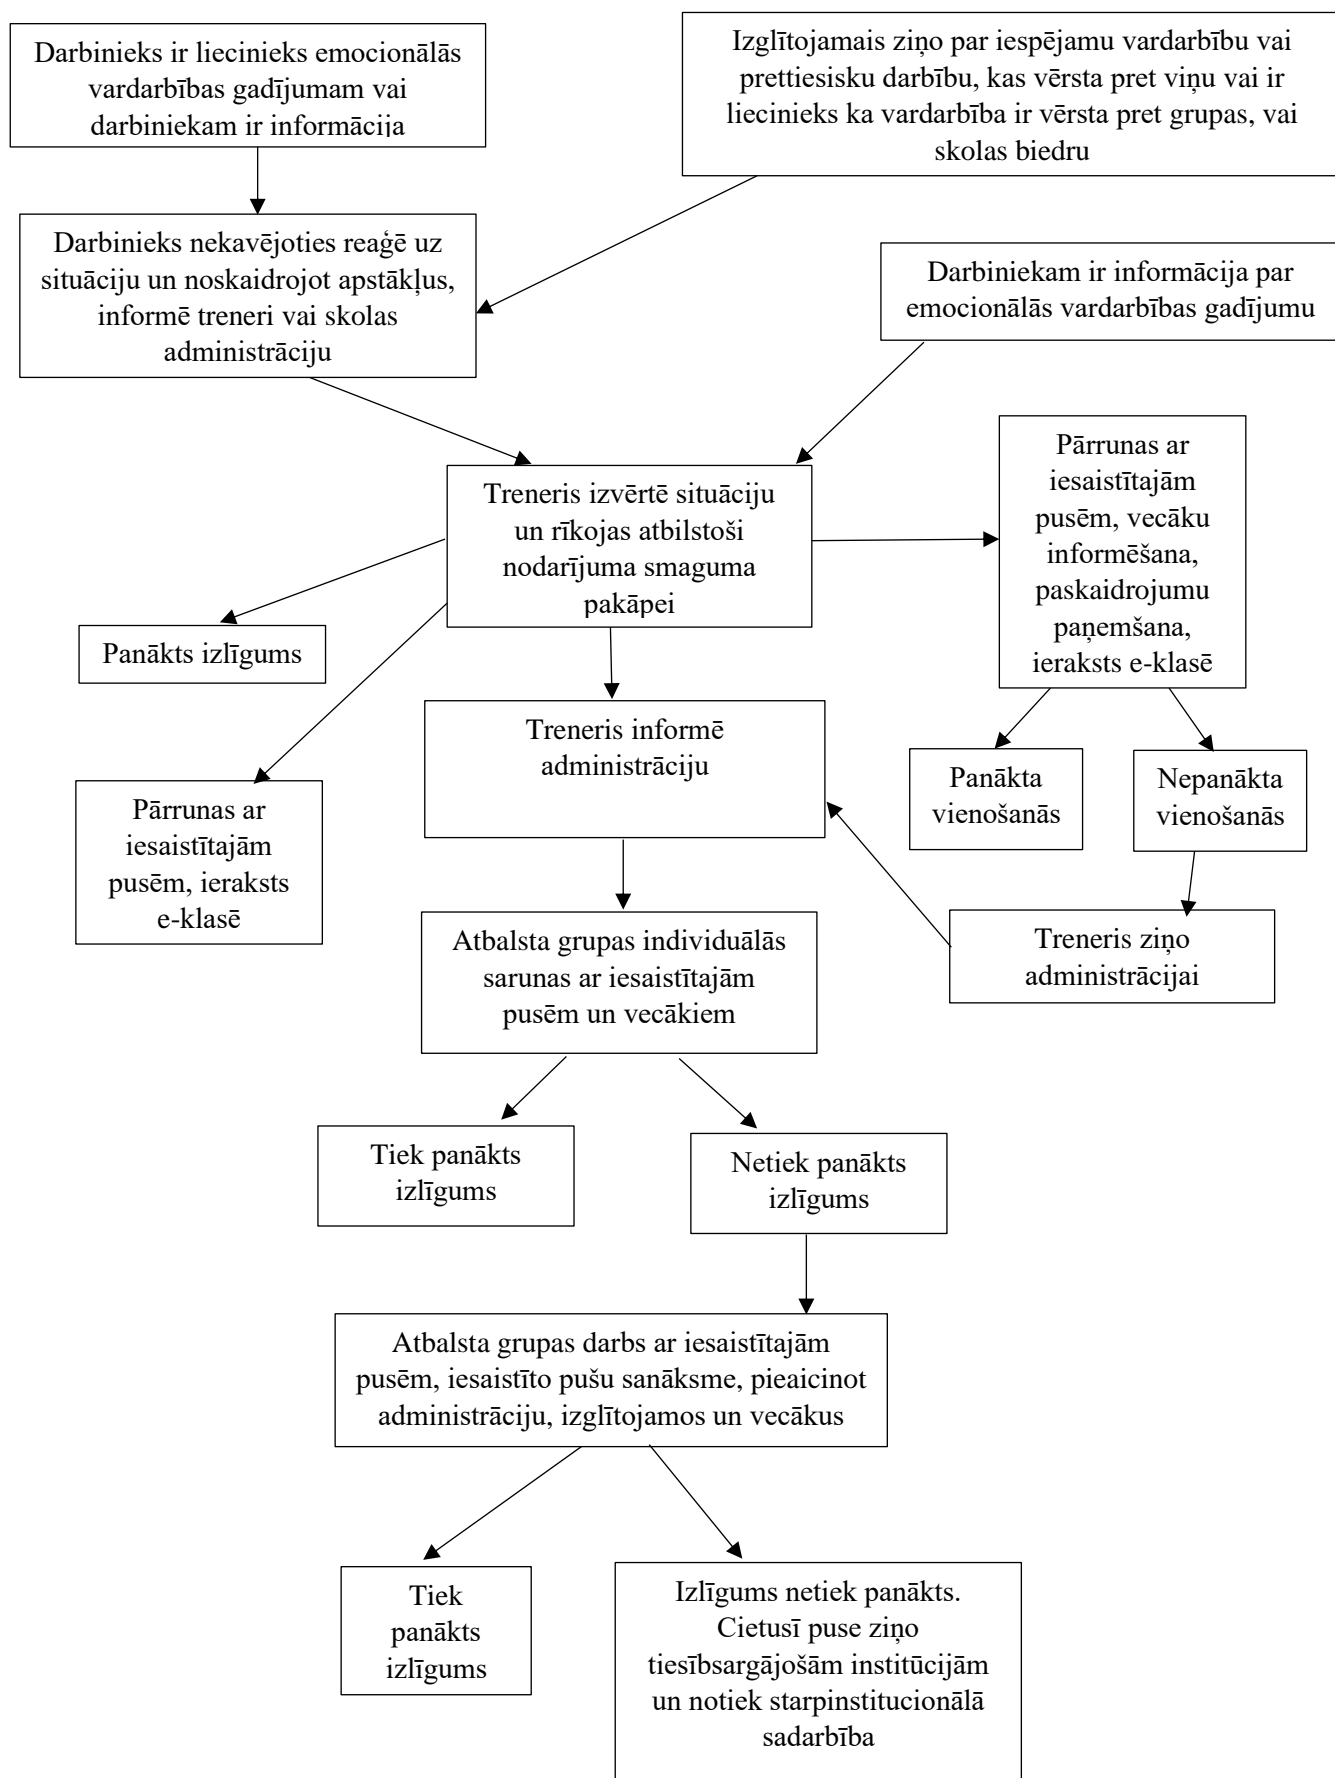 Darbinieks ir liecinieks emocionālās
vardarbības gadījumam vai
darbiniekam ir informācija
Izglītojamais ziņo par iespējamu vardarbību vai
prettiesisku darbību, kas vērsta pret viņu vai ir
liecinieks ka vardarbība ir vērsta pret grupas, vai
skolas biedru
Darbinieks nekavējoties reaģē uz
situāciju un noskaidrojot apstākļus,
informē treneri vai skolas
administrāciju
Darbiniekam ir informācija par
emocionālās vardarbības gadījumu
Treneris izvērtē situāciju
un rīkojas atbilstoši
nodarījuma smaguma
pakāpei
Pārrunas ar
iesaistītajām
pusēm, vecāku
informēšana,
paskaidrojumu
paņemšana,
ieraksts e-klasē
Panākts izlīgums
Treneris informē
administrāciju
Panākta
vienošanās
Nepanākta
vienošanās
Pārrunas ar
iesaistītajām
pusēm, ieraksts
e-klasē
Treneris ziņo
administrācijai
Atbalsta grupas individuālās
sarunas ar iesaistītajām
pusēm un vecākiem
Tiek panākts
izlīgums
Netiek panākts
izlīgums
Atbalsta grupas darbs ar iesaistītajām
pusēm, iesaistīto pušu sanāksme, pieaicinot
administrāciju, izglītojamos un vecākus
Tiek
panākts
izlīgums
Izlīgums netiek panākts.
Cietusī puse ziņo
tiesībsargājošām institūcijām
un notiek starpinstitucionālā
sadarbība